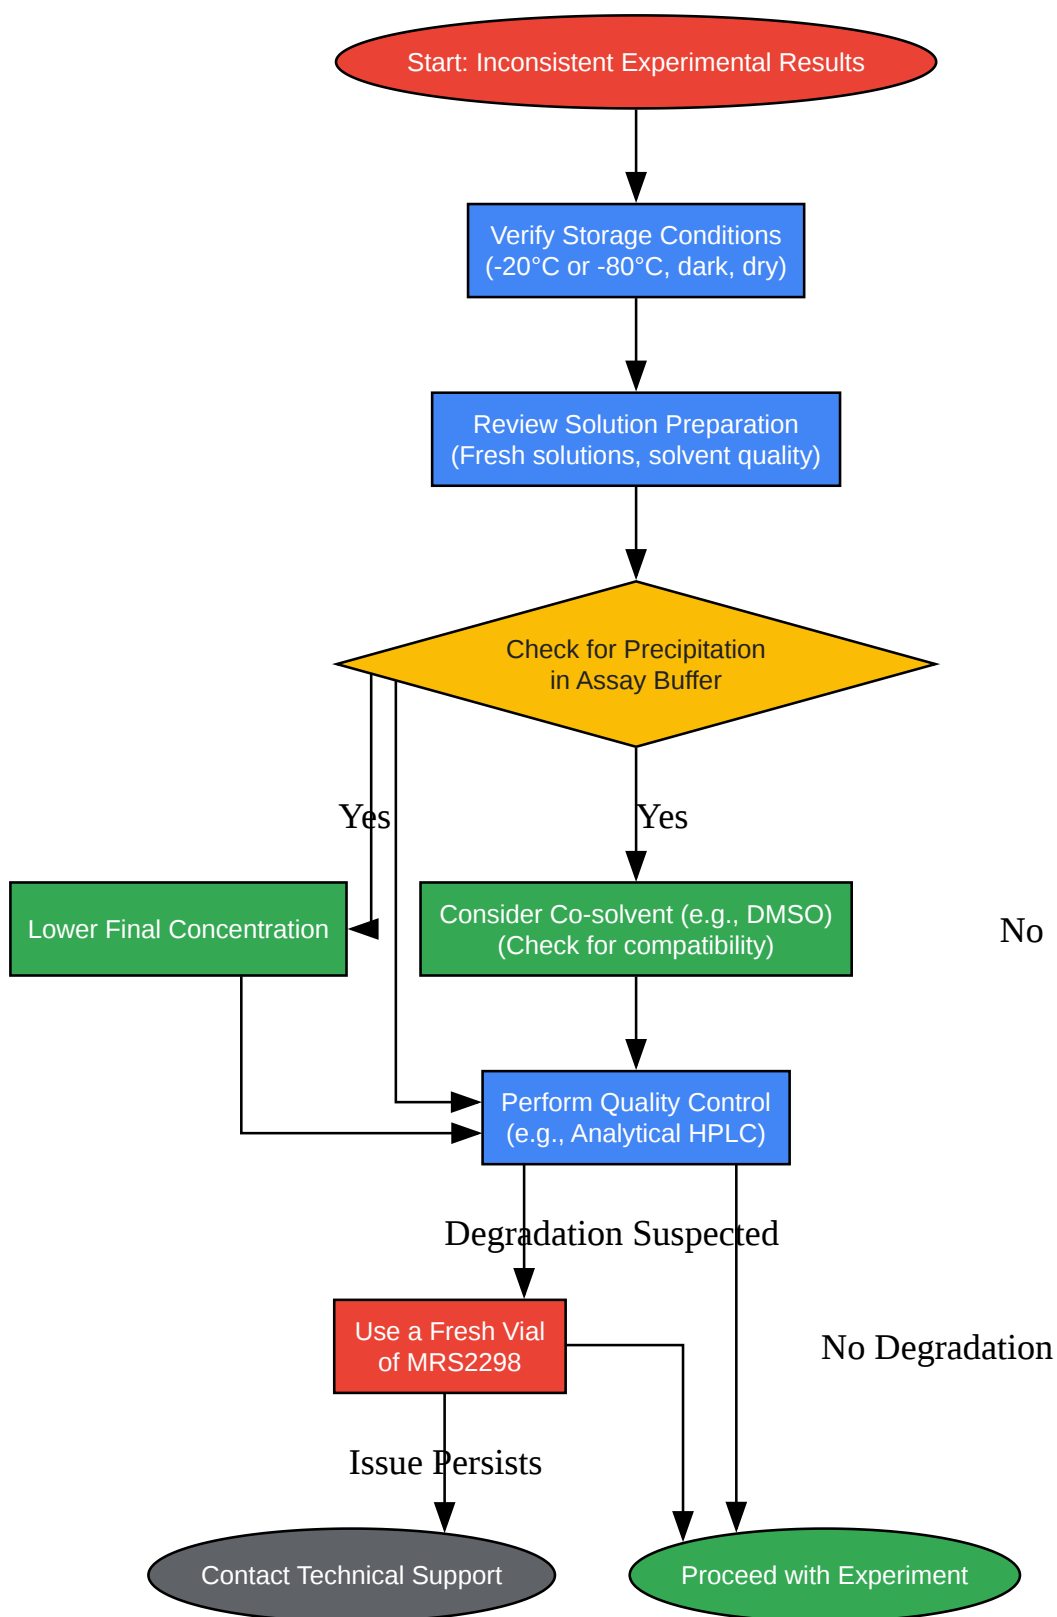 Start: Inconsistent Experimental Results
Verify Storage Conditions
(-20°C or -80°C, dark, dry)
Review Solution Preparation
(Fresh solutions, solvent quality)
Check for Precipitation
in Assay Buffer
Yes
Yes
Lower Final Concentration
Consider Co-solvent (e.g., DMSO)
(Check for compatibility)
No
Perform Quality Control
(e.g., Analytical HPLC)
Degradation Suspected
Use a Fresh Vial
of MRS2298
No Degradation
Issue Persists
Contact Technical Support
Proceed with Experiment